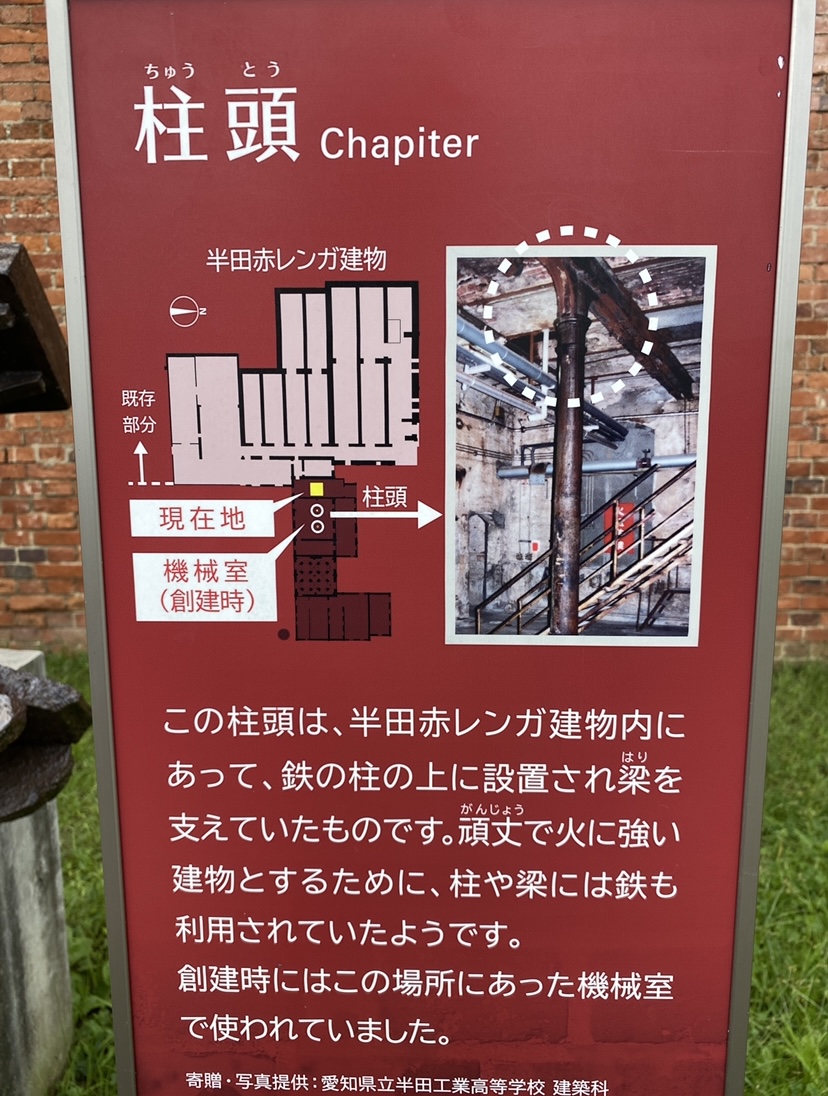 ちゅう とう
柱頭 Chapiter
半田赤レンガ建物
N
既存
部分
現在地
柱頭
機械室
（創建時）
この柱頭は、半田赤レンガ建物内に
はり
あって、鉄の柱の上に設置され梁を
がんじょう
支えていたものです。頑丈で火に強い
建物とするために、柱や梁には鉄も
利用されていたようです。
創建時にはこの場所にあった機械室
で使われていました。
寄贈・写真提供：愛知県立半田工業高等学校 建築科